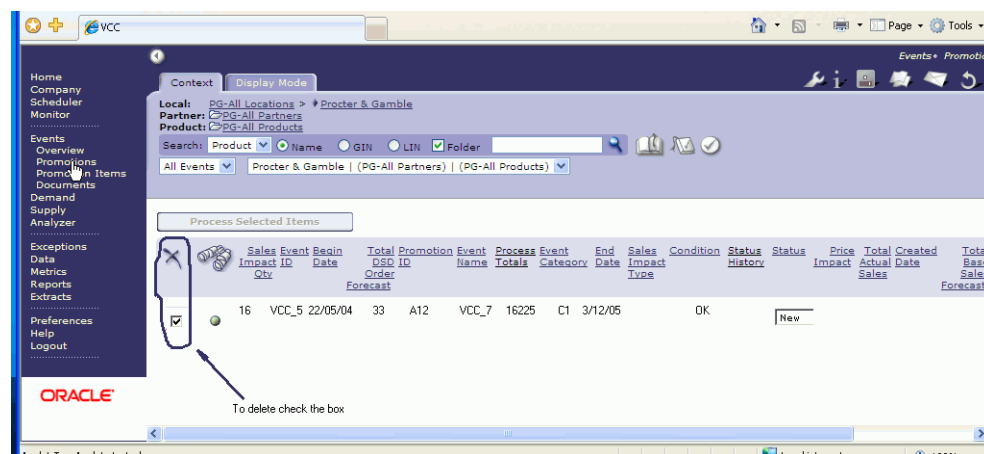 VCC
Page
Tools
Events
Home
Company
Scheduler
Monitor
Events
Overview
Promotions
Items
Documents
Demand
Supply
Analyzer
Exceptions
Data
Metrics
Reports
Extracts
Preferences
Help
Logout
ORACLE
Context Display Mode
Local: PG-All Locations > Procter & Gamble
Partner: PG-All Partners
Product: PG-All Products
Search: Product Name GIN LIN Folder
All Events Procter & Gamble | (PG-All Partners) | (PG-All Products)
Process Selected Items
Sales Impact Qty
Event ID
Begin Date
Total DSD Order Forecast
Promotion ID
Event Name
Process Totals
Event Category
End Date
Sales Impact Type
Condition
Status History
Status
Price Impact
Total Actual Sales
Created Date
16 VCC_5 22/05/04 33 A12 VCC_7 16225 C1 3/12/05 OK New
To delete check the box